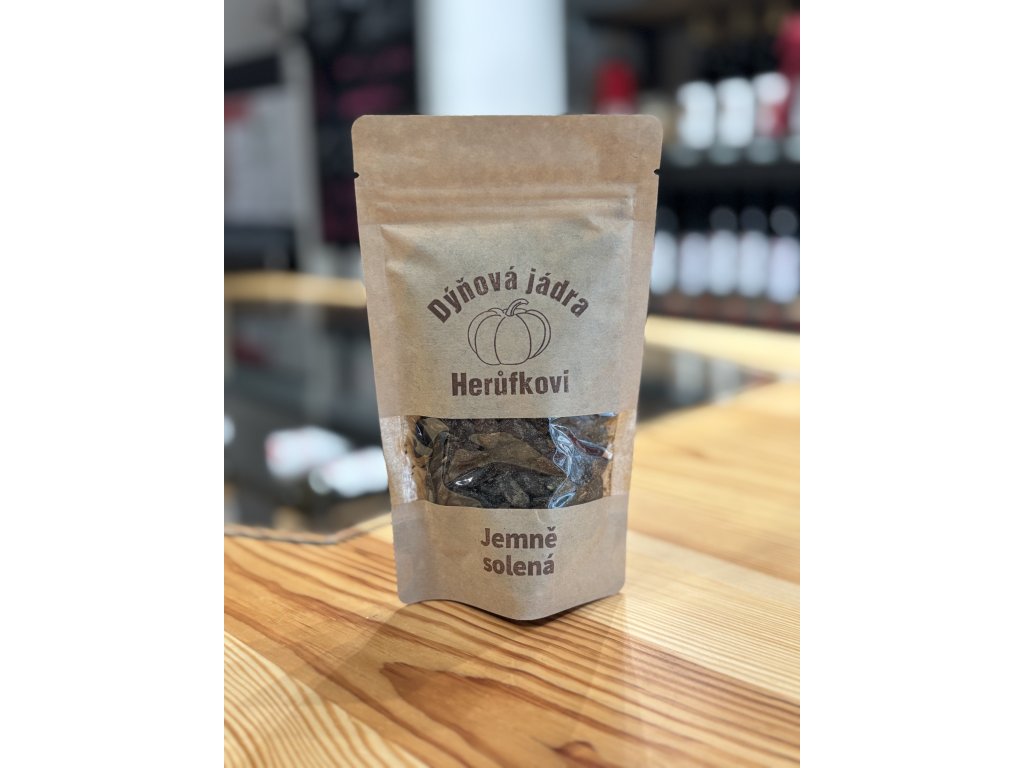 Dýňová jádra
Herůfkovi
Jemně
solená